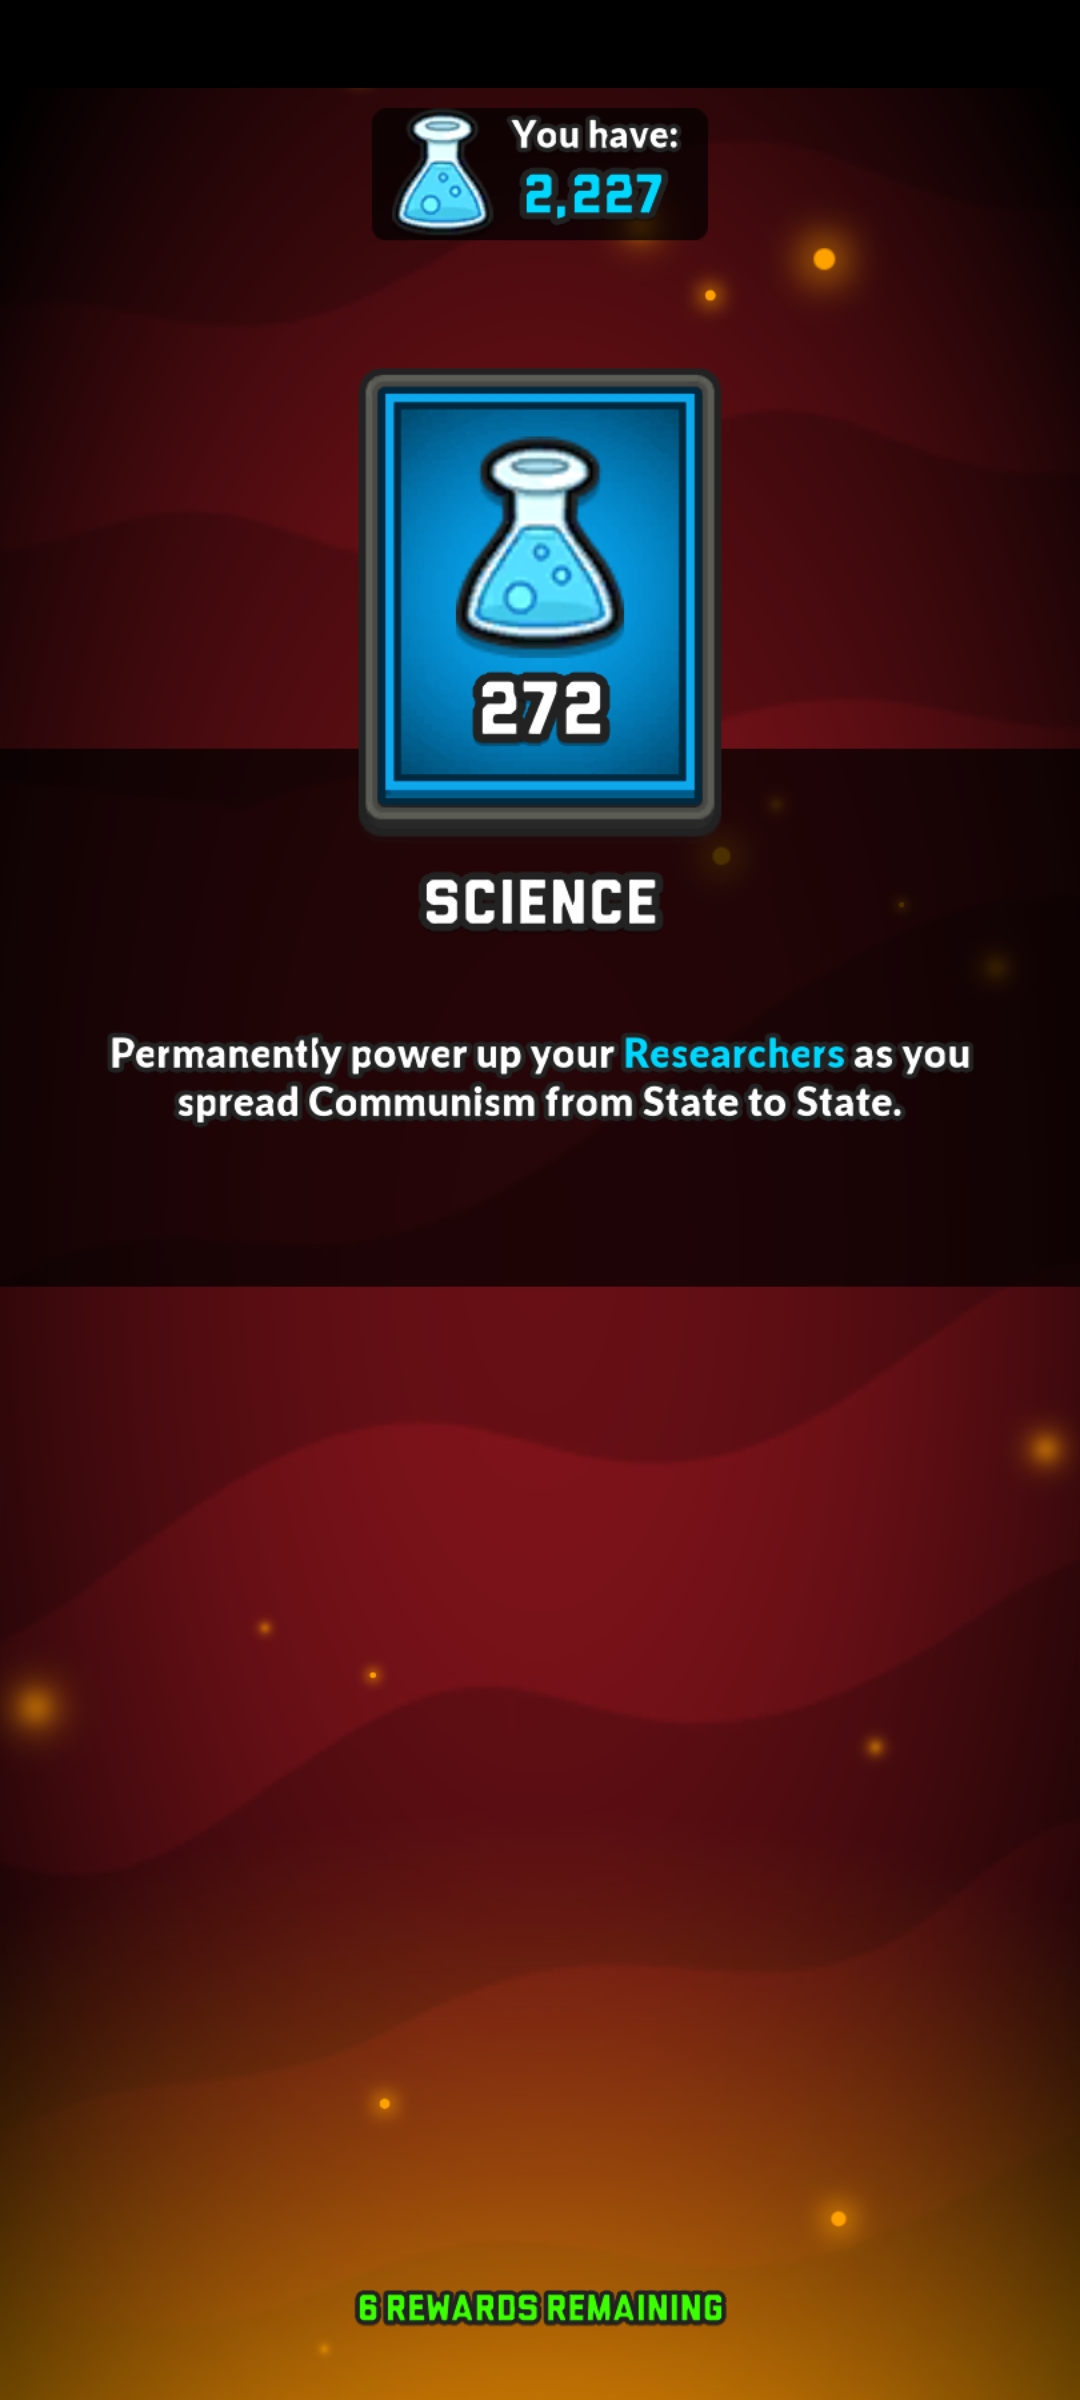 You have:
2,227
272
SCIENCE
Permanently power up your Researchers as you
spread Communism from State to State.
6 REWARDS REMAINING